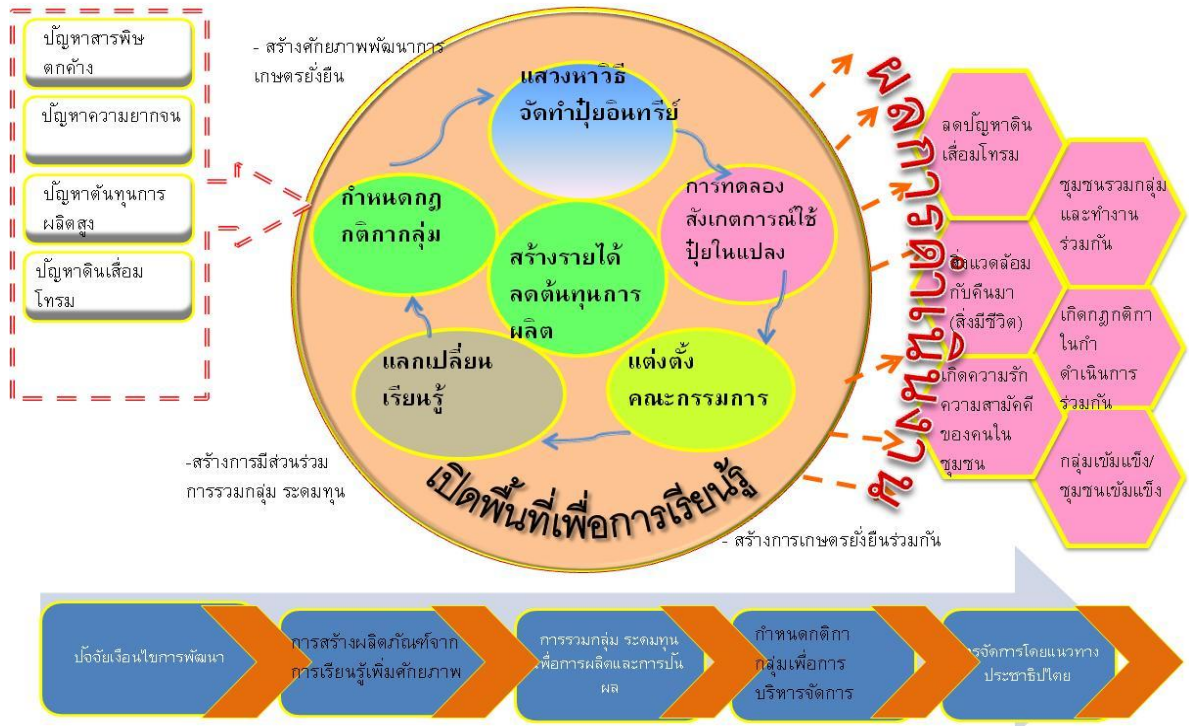 ปัญหาสารพิษ
ตกค้าง
ปัญหาความยากจน
ปัญหาต้นทุนการ
ผลิตสูง
ปัญหาดินเสื่อม
โทรม
- สร้างศักยภาพพัฒนาการ
เกษตรยั่งยืน
แสวงหาวิธี
จัดทำปุ๋ยอินทรีย์
การทดลอง
สังเกตการณ์ใช้
ปุ๋ยในแปลง
กำหนดกฎ
กติกากลุ่ม
สร้างรายได้
ลดต้นทุนการ
ผลิต
แลกเปลี่ยน
เรียนรู้
แต่งตั้ง
คณะกรรมการ
เปิดพื้นที่เพื่อการเรียนรู้
-สร้างการมีส่วนร่วม
การรวมกลุ่ม ระดมทุน
- สร้างการเกษตรยั่งยืนร่วมกัน
ผลการดำเนินงาน
ลดปัญหาดิน
เสื่อมโทรม
ชุมชนรวมกลุ่ม
และทำงาน
ร่วมกัน
สิ่งแวดล้อม
กับคืนมา
(สิ่งมีชีวิต)
เกิดกฎกติกา
ในกำ
ดำเนินการ
ร่วมกัน
เกิดความรัก
ความสามัคคี
ของคนใน
ชุมชน
กลุ่มเข้มแข็ง/
ชุมชนเข้มแข็ง
ปัจจัยเงือนไขการพัฒนา
การสร้างผลิตภัณฑ์จาก
การเรียนรู้เพิ่มศักยภาพ
การรวมกลุ่ม ระดมทุน
เพื่อการผลิตและการปัน
ผล
กำหนดกติกา
กลุ่มเพื่อการ
บริหารจัดการ
การจัดการโดยแนวทาง
ประชาธิปไตย